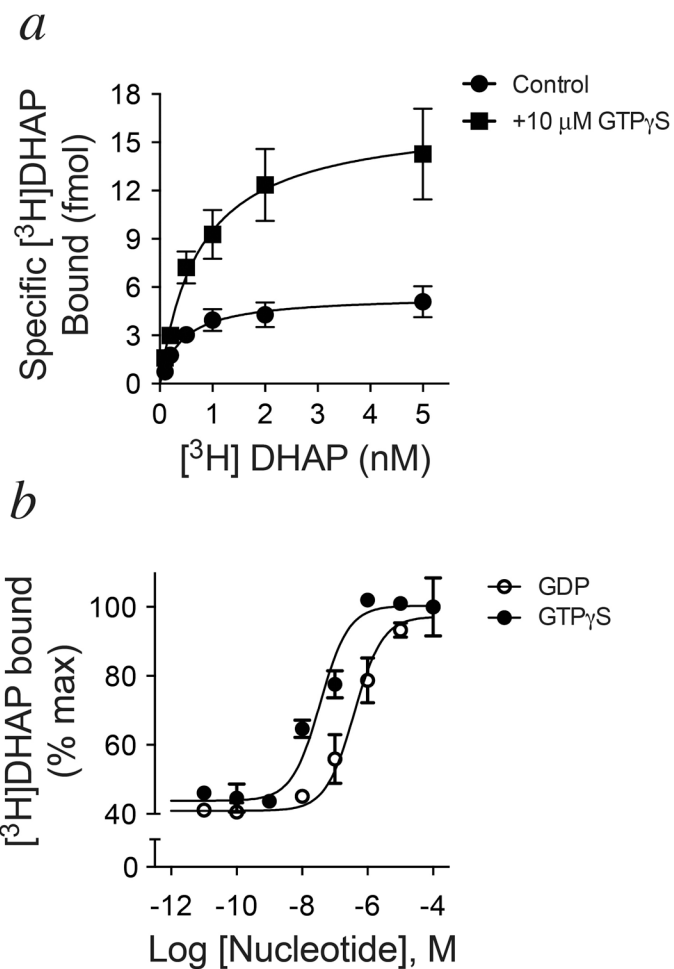 a
Control
+10 μM GTPγS
Specific [³H]DHAP
Bound (fmol)
18
15
12
9
6
3
0
0 1 2 3 4 5
[³H] DHAP (nM)
b
GDP
GTPγS
[³H]DHAP bound
(% max)
100
80
60
40
0
-12 -10 -8 -6 -4
Log [Nucleotide], M